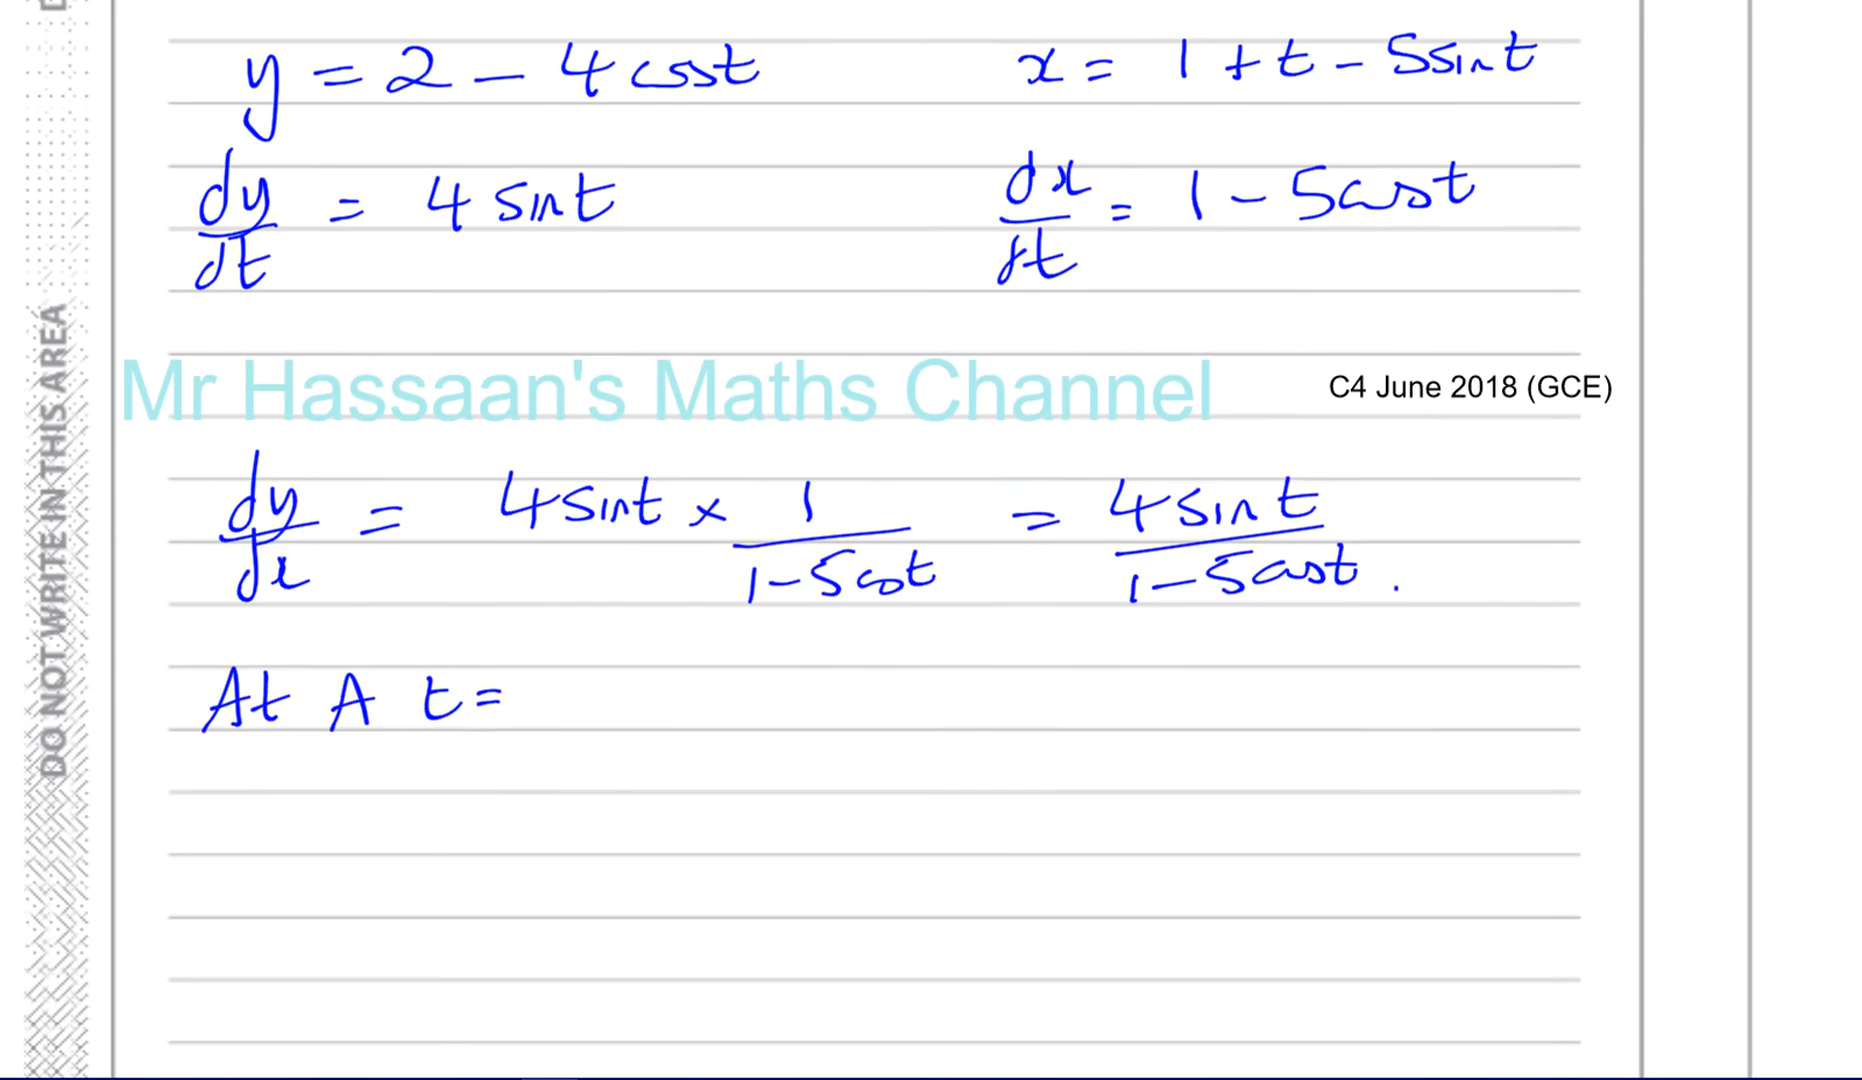 y = 2 - 4cost x = 1 + t - 5sint
dy/dt = 4sint dx/dt = 1 - 5cost
Mr Hassaan's Maths Channel C4 June 2018 (GCE)
dy/dx = 4sint × 1/(1-5cost) = 4sint/(1-5cost).
At A t=
DO NOT WRITE IN THIS AREA